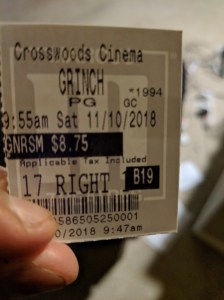 Crosswoods Cinema
GRINCH *1994
PG GC
9:55am Sat 11/10/2018
GNRSM $8.75
Applicable Tax Included
17 RIGHT B19
586505250001
0/2018 9:47am